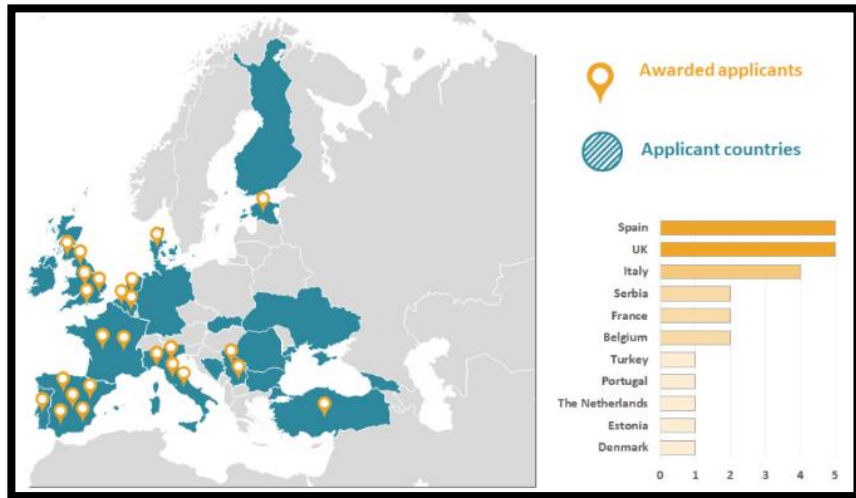 Awarded applicants
Applicant countries
Spain
UK
Italy
Serbia
France
Belgium
Turkey
Portugal
The Netherlands
Estonia
Denmark
0 1 2 3 4 5